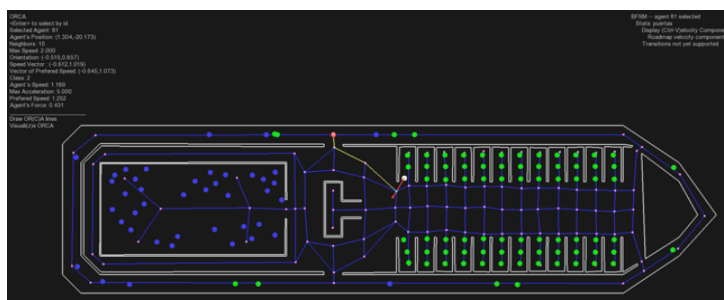 ORCA
<Enter> to select by id
Selected Agent: 81
Agent's Position: (1.304,-20.173)
Neighbors: 10
Max Speed: 2.000
Orientation: (-0.515,0.857)
Speed Vector :(-0.612,1.019)
Vector of Prefered Speed: (-0.645,1.073)
Class: 2
Agent's Speed: 1.189
Max Acceleration: 5.000
Prefered Speed: 1.252
Agent's Force: 0.431
Draw OR(C)A lines
Visual(z)e ORCA
BFSM -- agent 81 selected
State: puertas
Display (Ctrl-V)elocity Compone
Roadmap velocity component
Transitions not yet supported